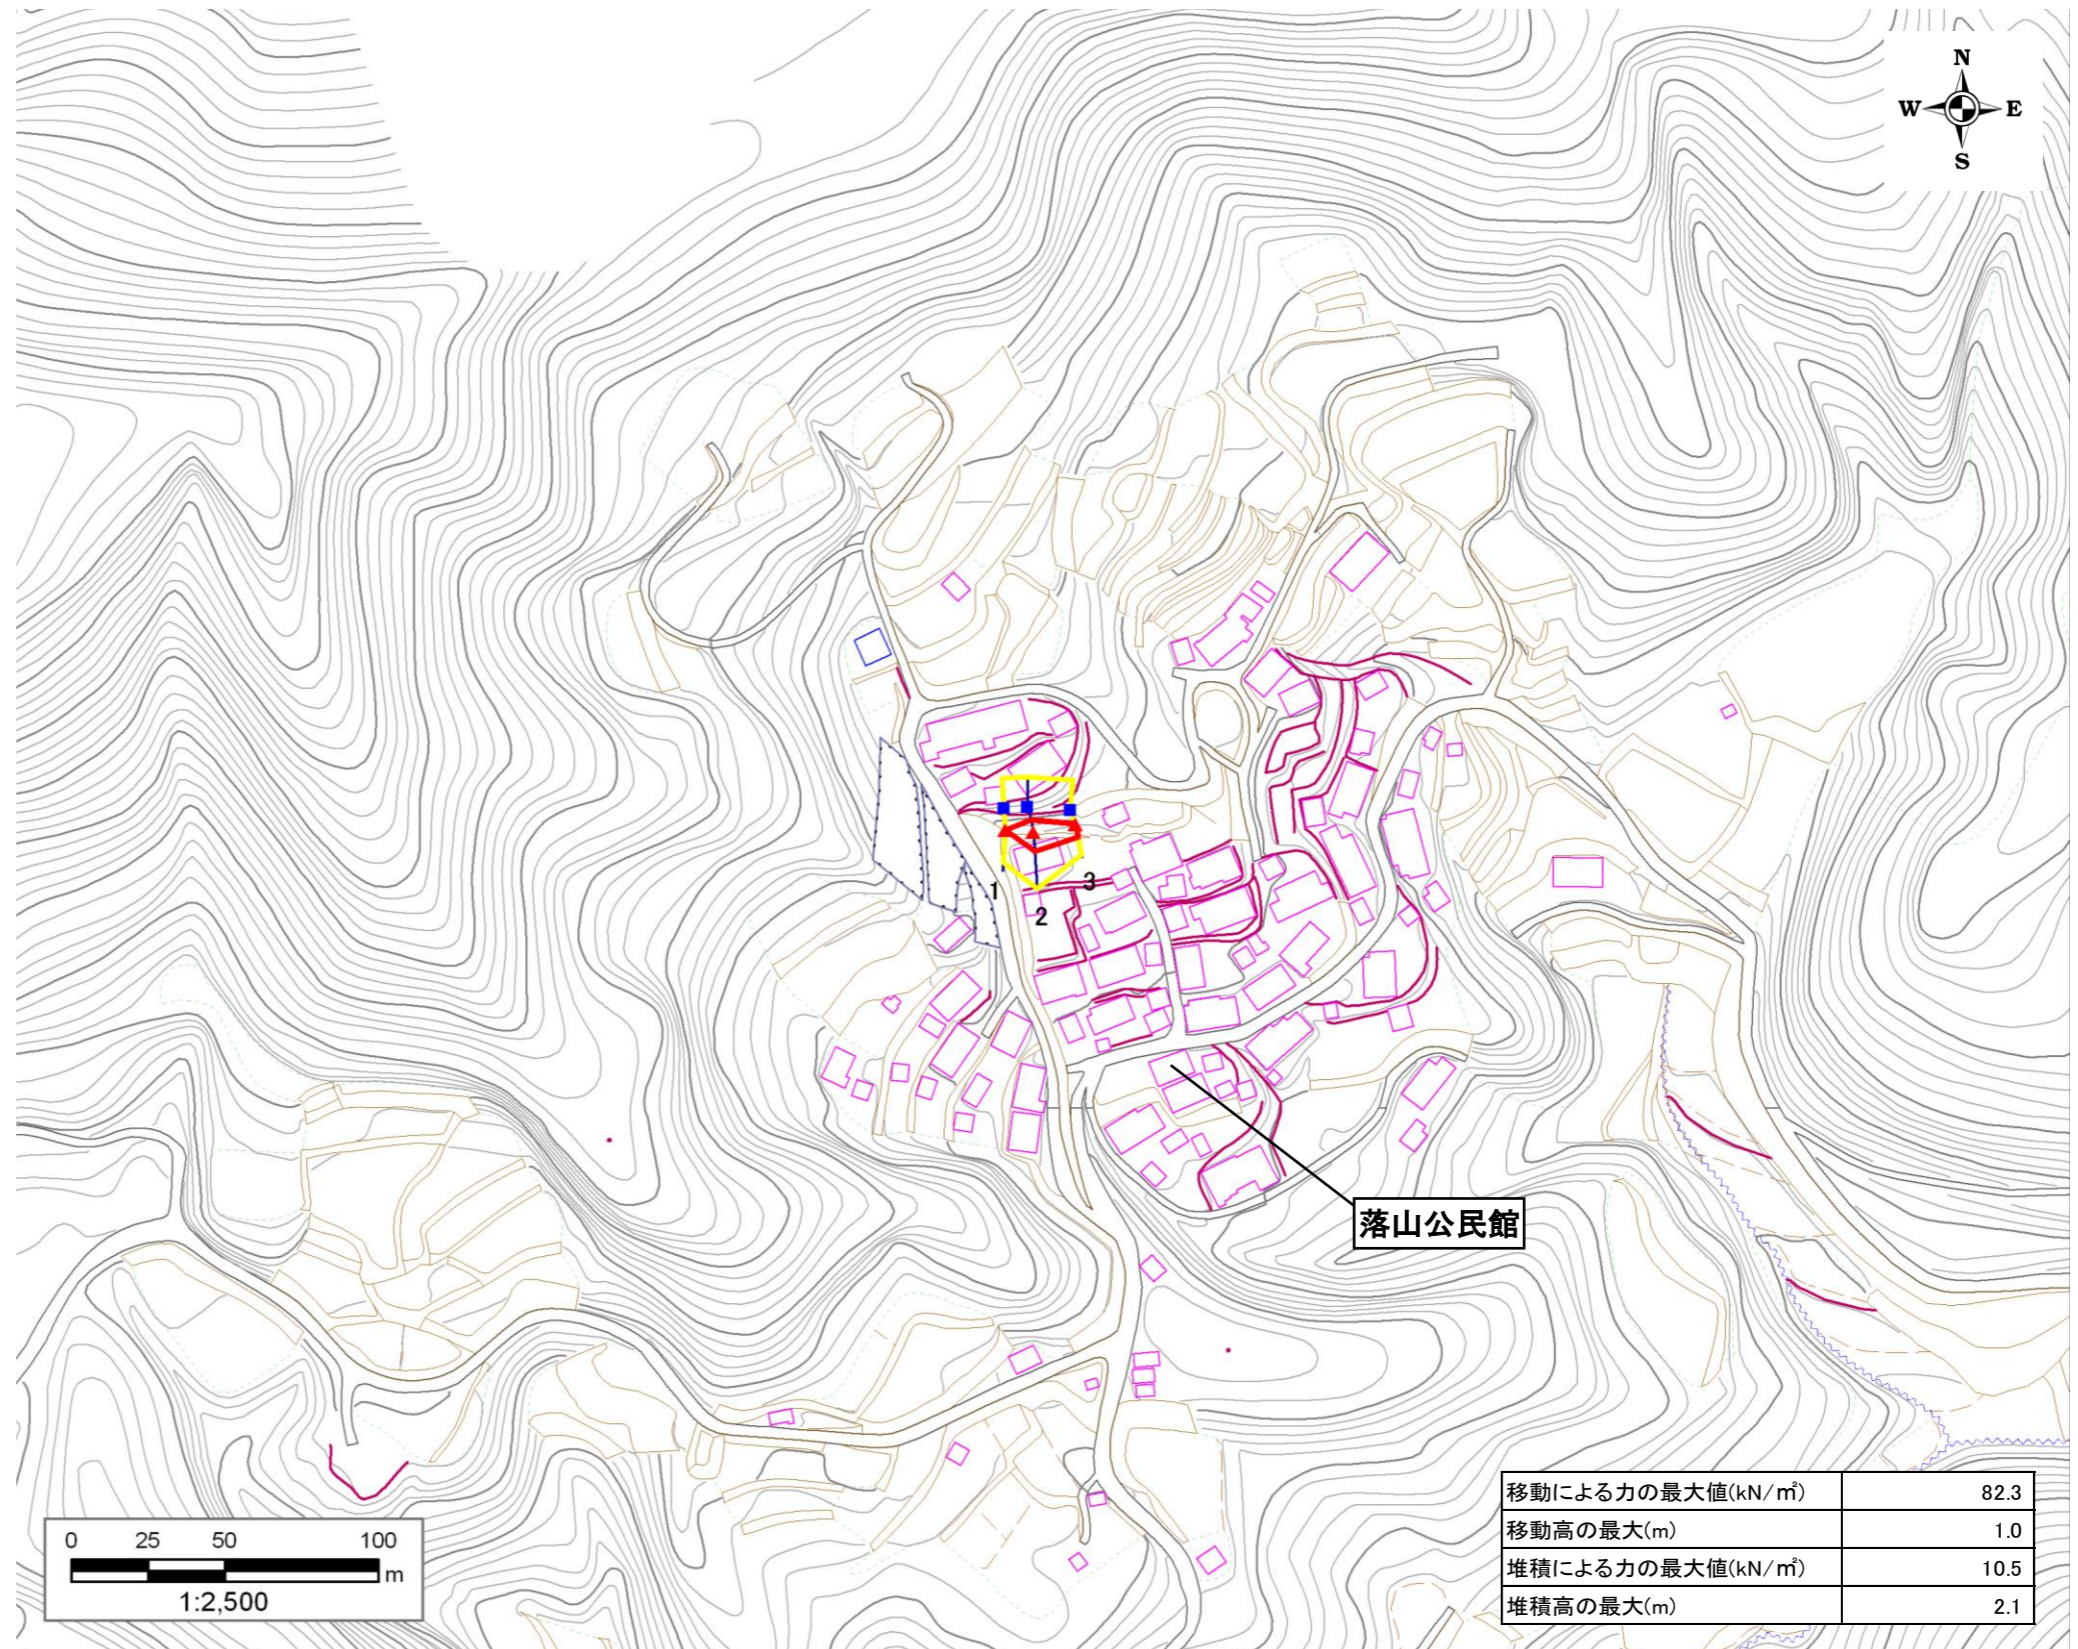 N
W E
S
1
3
2
落山公民館
移動による力の最大値(kN/㎡) 82.3
移動高の最大(m) 1.0
堆積による力の最大値(kN/㎡) 10.5
堆積高の最大(m) 2.1
0 25 50 100
m
1:2,500